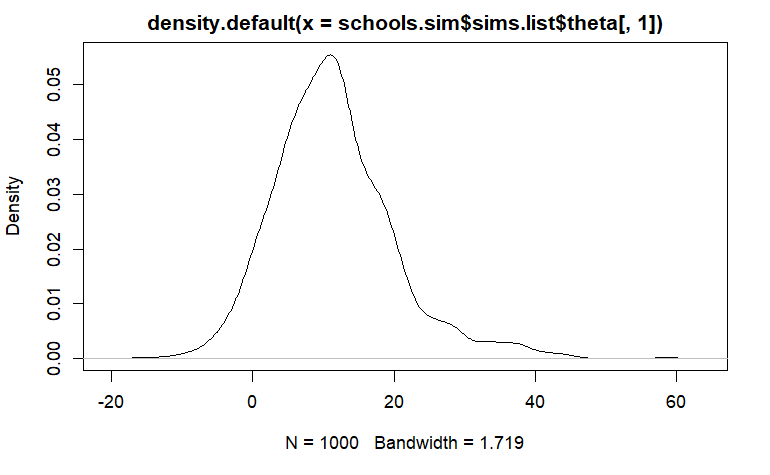 density.default(x = schools.sim$sims.list$theta[, 1])
Density
0.05
0.04
0.03
0.02
0.01
0.00
-20 0 20 40 60
N = 1000 Bandwidth = 1.719